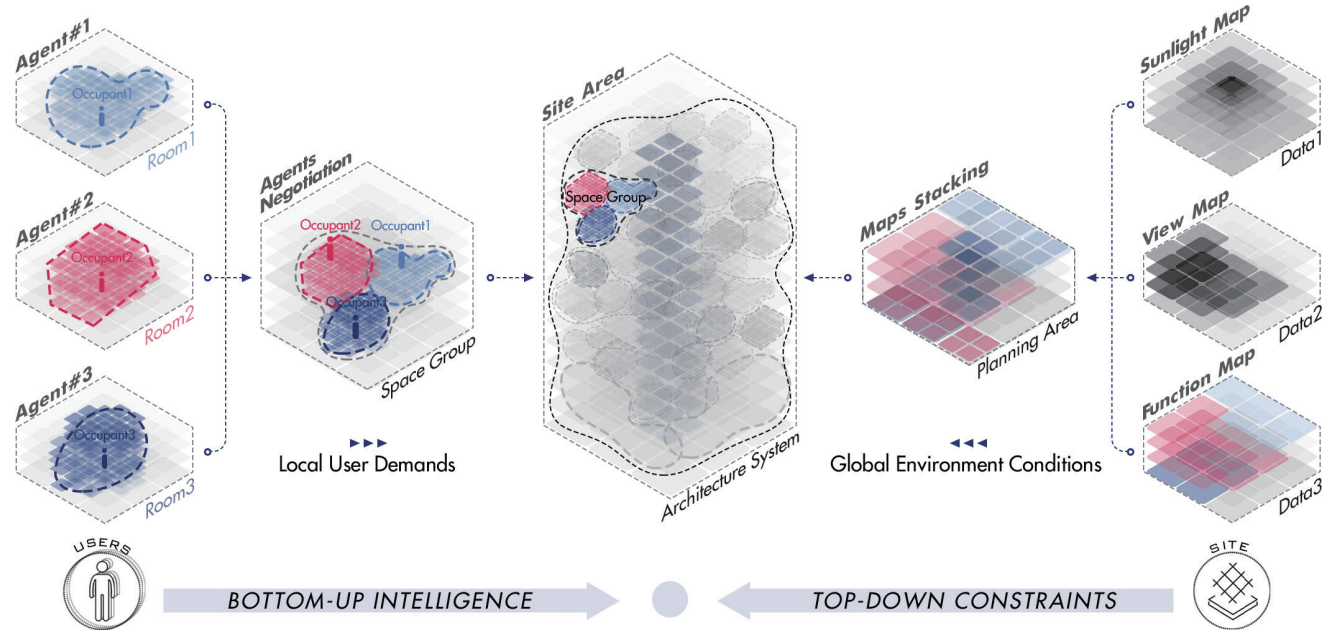 Agent#1
Occupant1
Room1
Agent#2
Occupant2
Room2
Agent#3
Occupant3
Room3
Agents
Negotiation
Occupant2
Occupant1
Occupant3
Space Group
Local User Demands
Site Area
Space Group
Architecture System
Maps Stacking
Planning Area
Global Environment Conditions
Sunlight Map
Data1
View Map
Data2
Function Map
Data3
USERS
BOTTOM-UP INTELLIGENCE
TOP-DOWN CONSTRAINTS
SITE